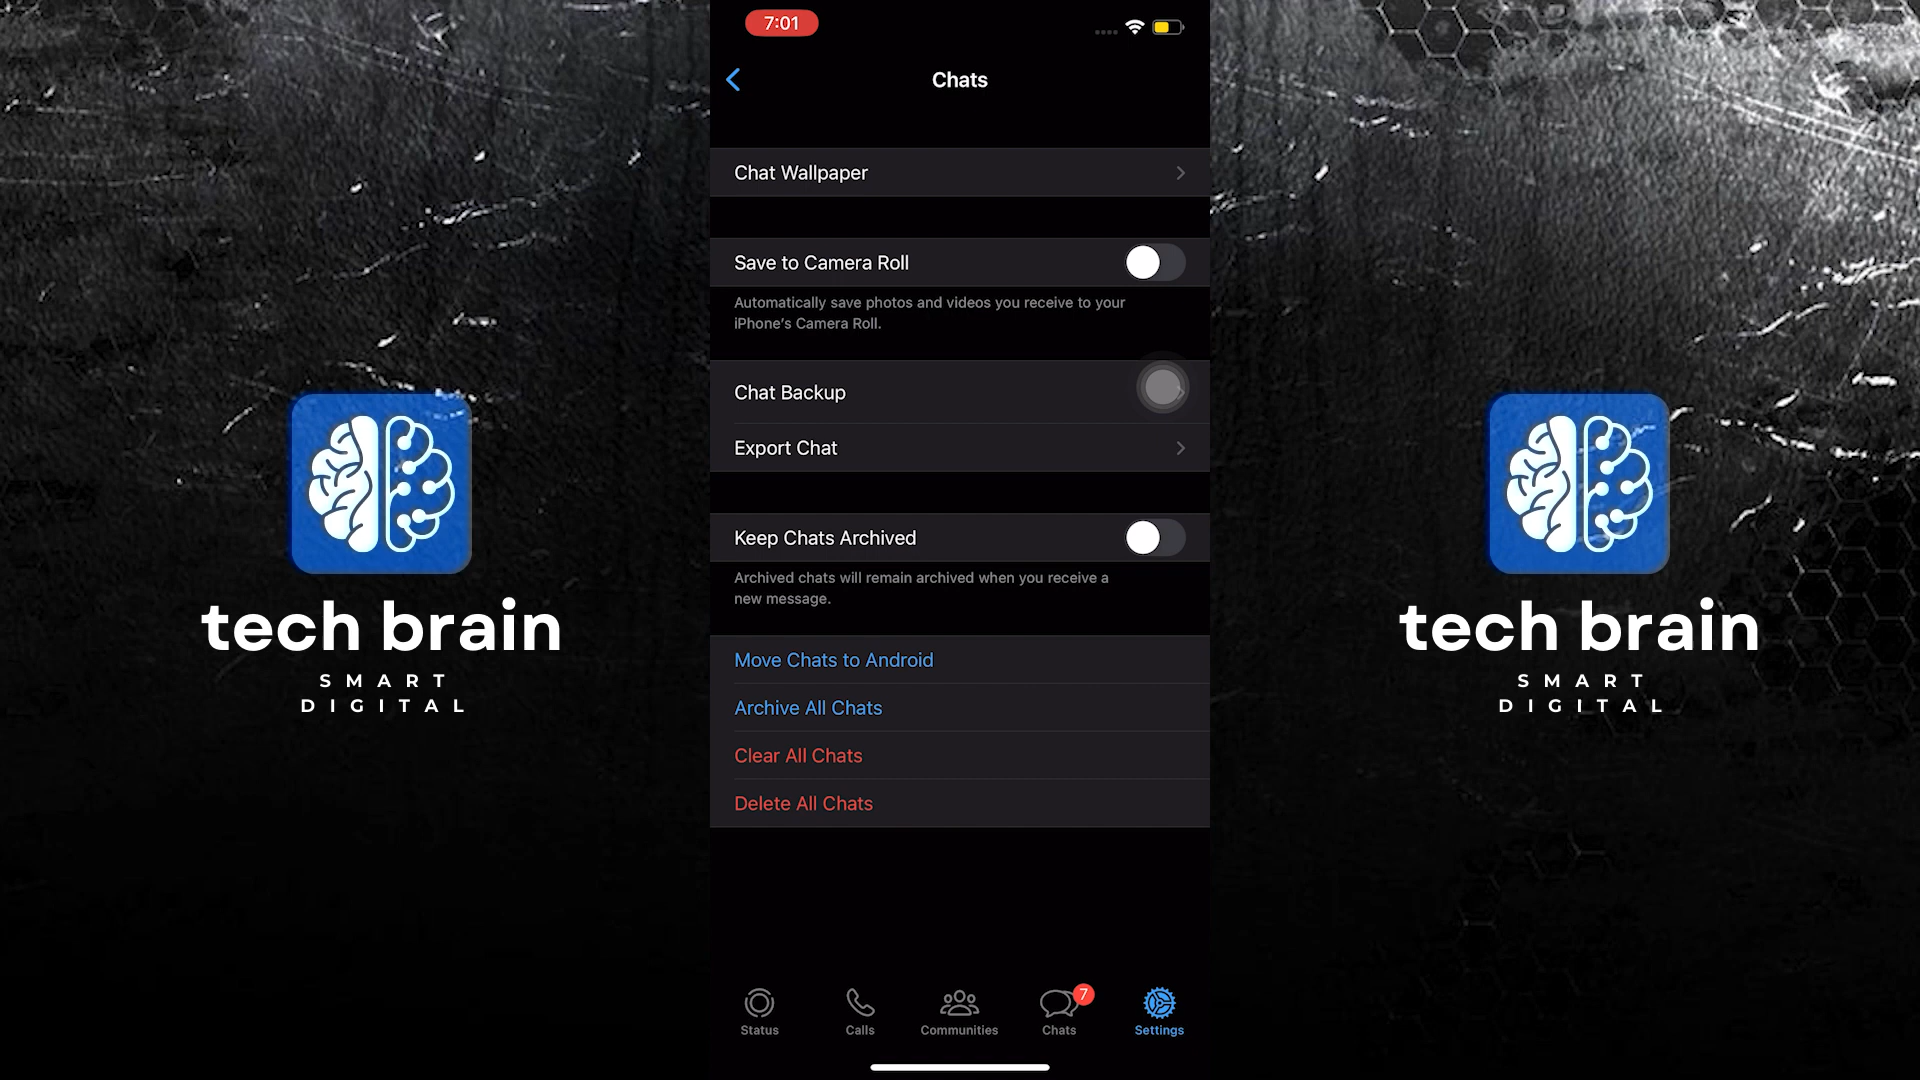 7:01
Chats
Chat Wallpaper
Save to Camera Roll
Automatically save photos and videos you receive to your
iPhone's Camera Roll.
Chat Backup
Export Chat
Keep Chats Archived
Archived chats will remain archived when you receive a
new message.
Move Chats to Android
Archive All Chats
Clear All Chats
Delete All Chats
Status
Calls
Communities
Chats
7
Settings
tech brain
SMART
DIGITAL
tech brain
SMART
DIGITAL